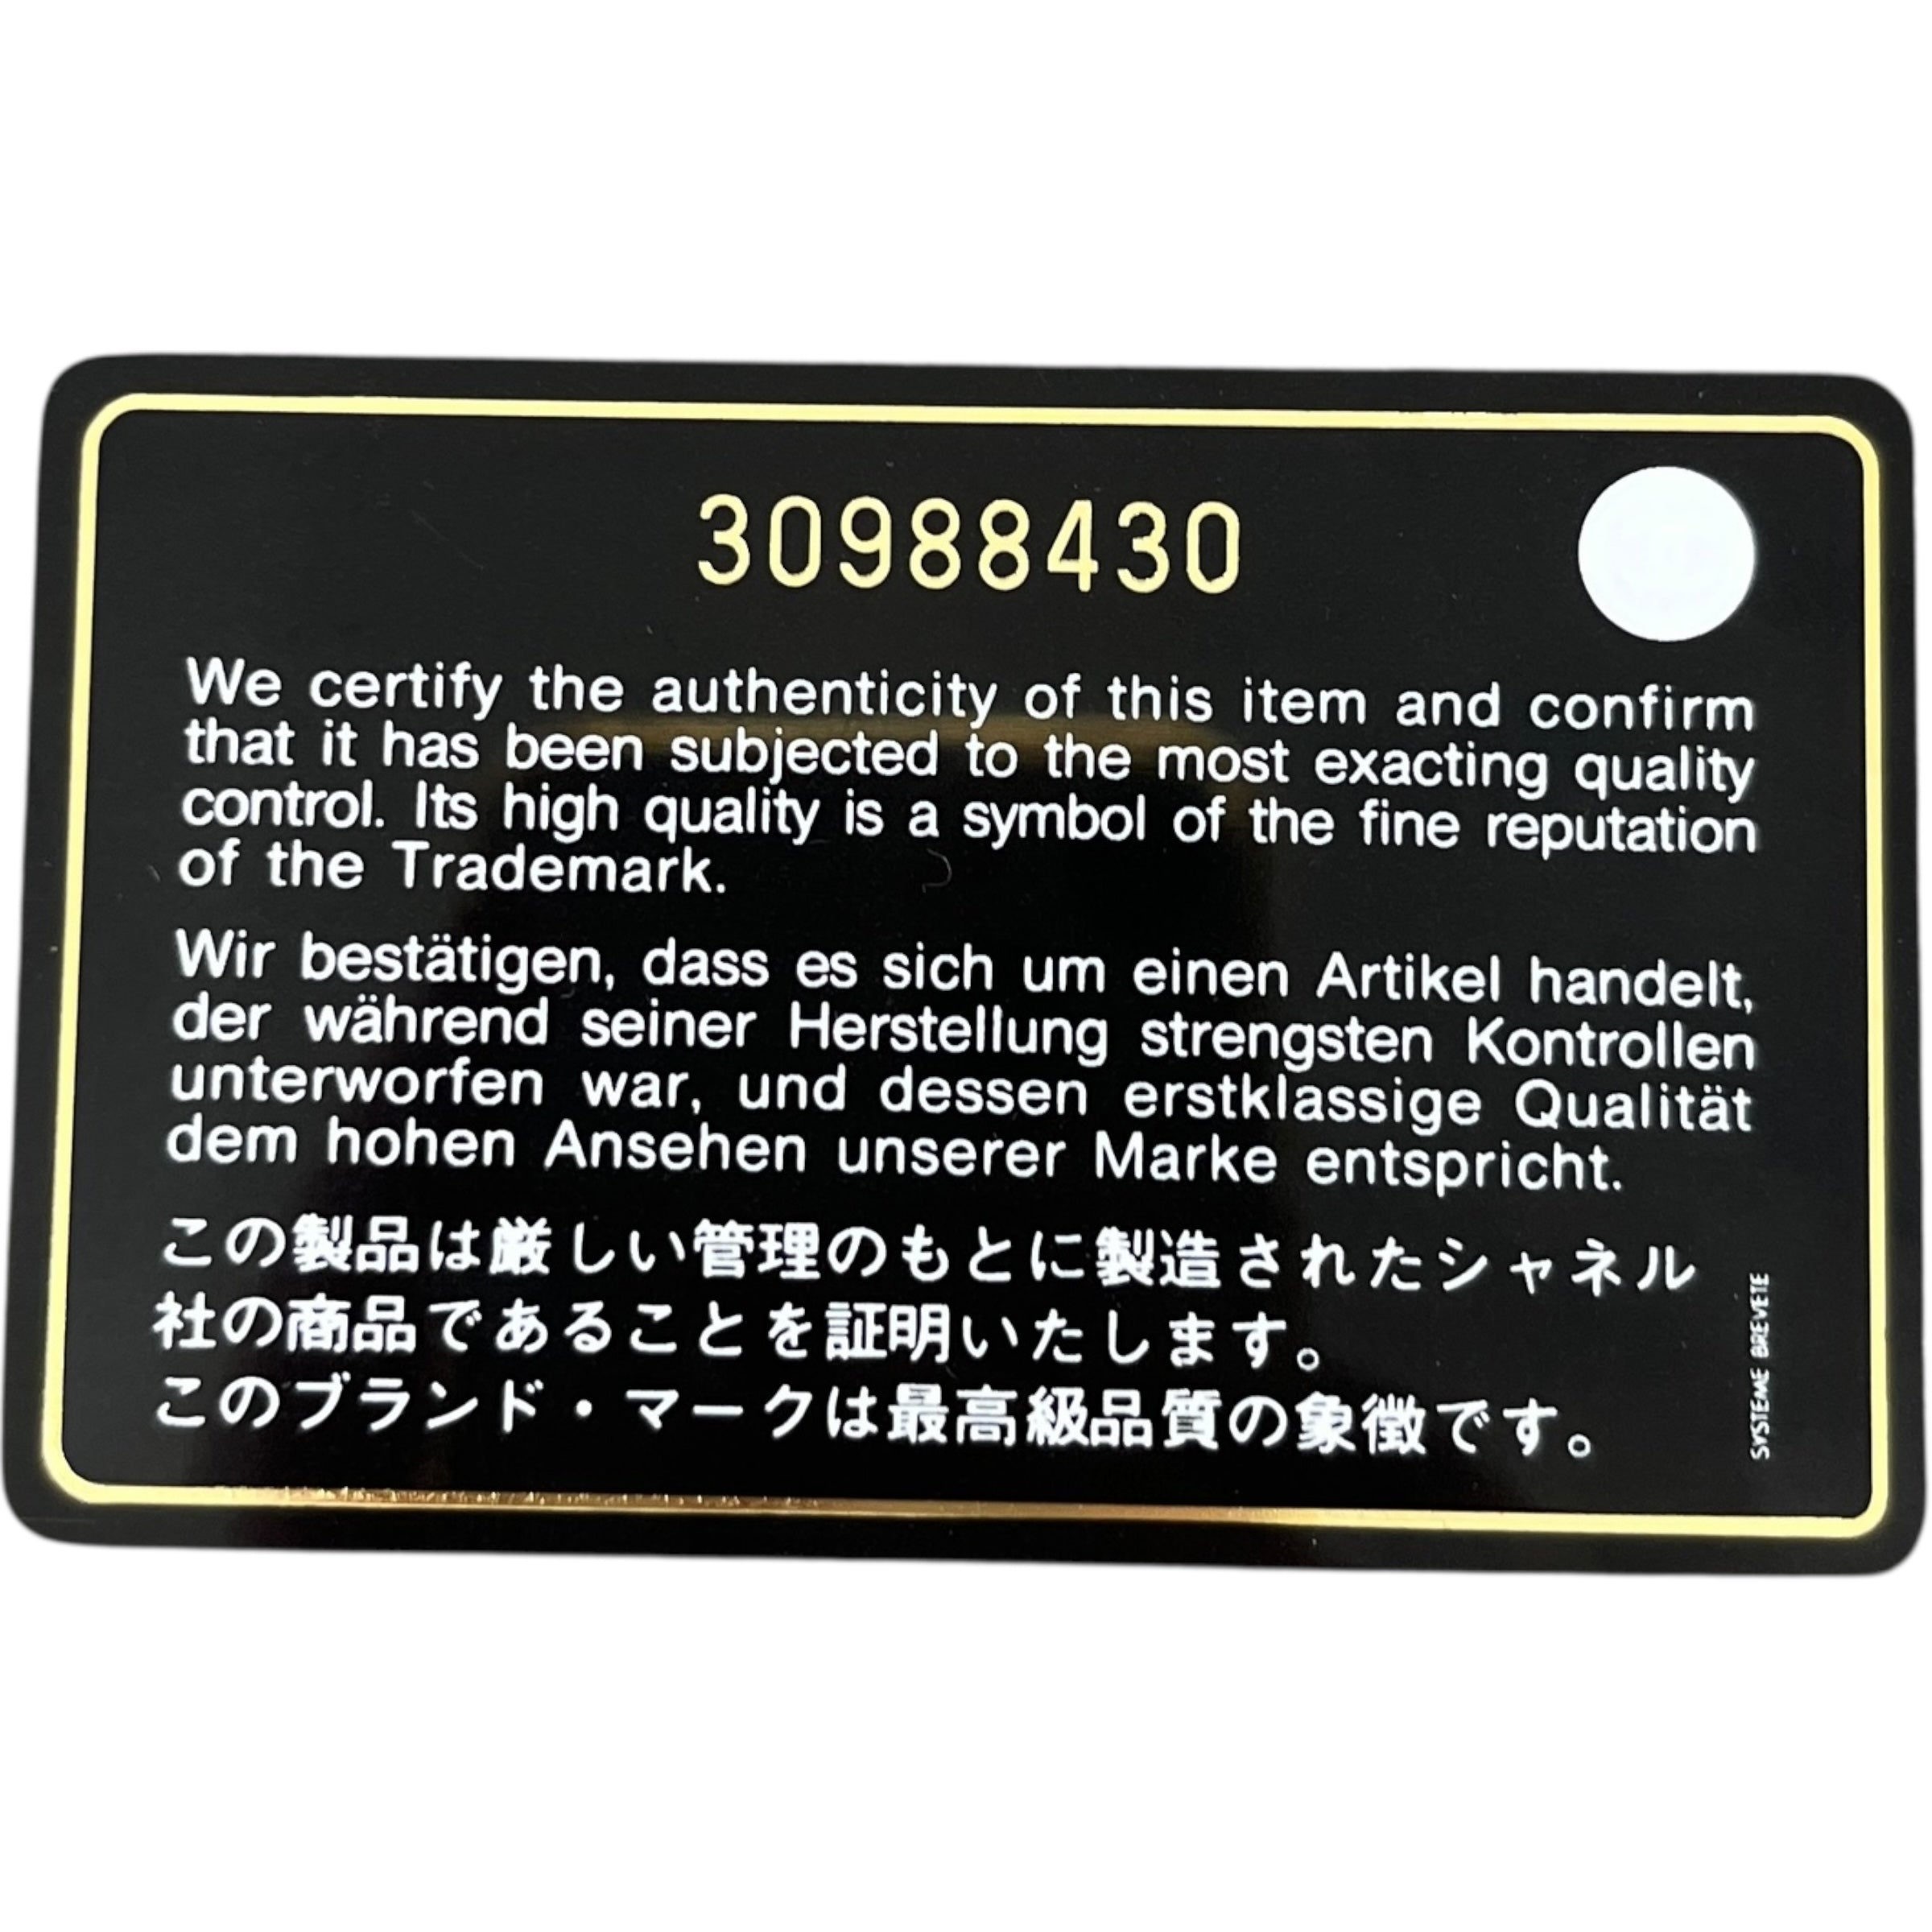 30988430
We certify the authenticity of this item and confirm
that it has been subjected to the most exacting quality
control. Its high quality is a symbol of the fine reputation
of the Trademark.
Wir bestätigen, dass es sich um einen Artikel handelt,
der während seiner Herstellung strengsten Kontrollen
unterworfen war, und dessen erstklassige Qualität
dem hohen Ansehen unserer Marke entspricht.
この製品は厳しい管理のもとに製造されたシャネル
社の商品であることを証明いたします。
このブランド・マークは最高級品質の象徴です。
SYSTEME BREVETE